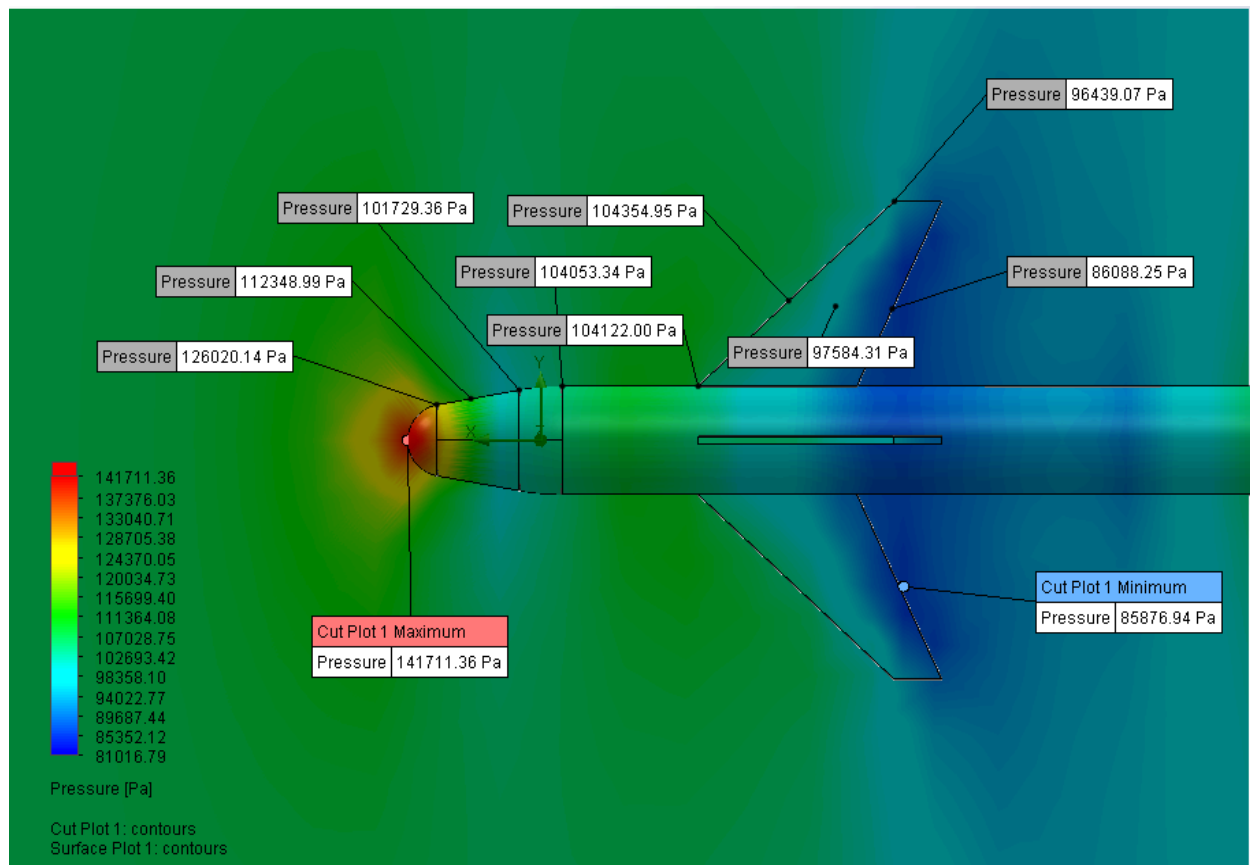 Pressure 96439.07 Pa
Pressure 101729.36 Pa
Pressure 104354.95 Pa
Pressure 112348.99 Pa
Pressure 104053.34 Pa
Pressure 86088.25 Pa
Pressure 104122.00 Pa
Pressure 126020.14 Pa
Pressure 97584.31 Pa
Y
X
141711.36
137376.03
133040.71
128705.38
124370.05
120034.73
115699.40
111364.08
107028.75
102693.42
98358.10
94022.77
89687.44
85352.12
81016.79
Pressure [Pa]
Cut Plot 1: contours
Surface Plot 1: contours
Cut Plot 1 Maximum
Pressure 141711.36 Pa
Cut Plot 1 Minimum
Pressure 85876.94 Pa